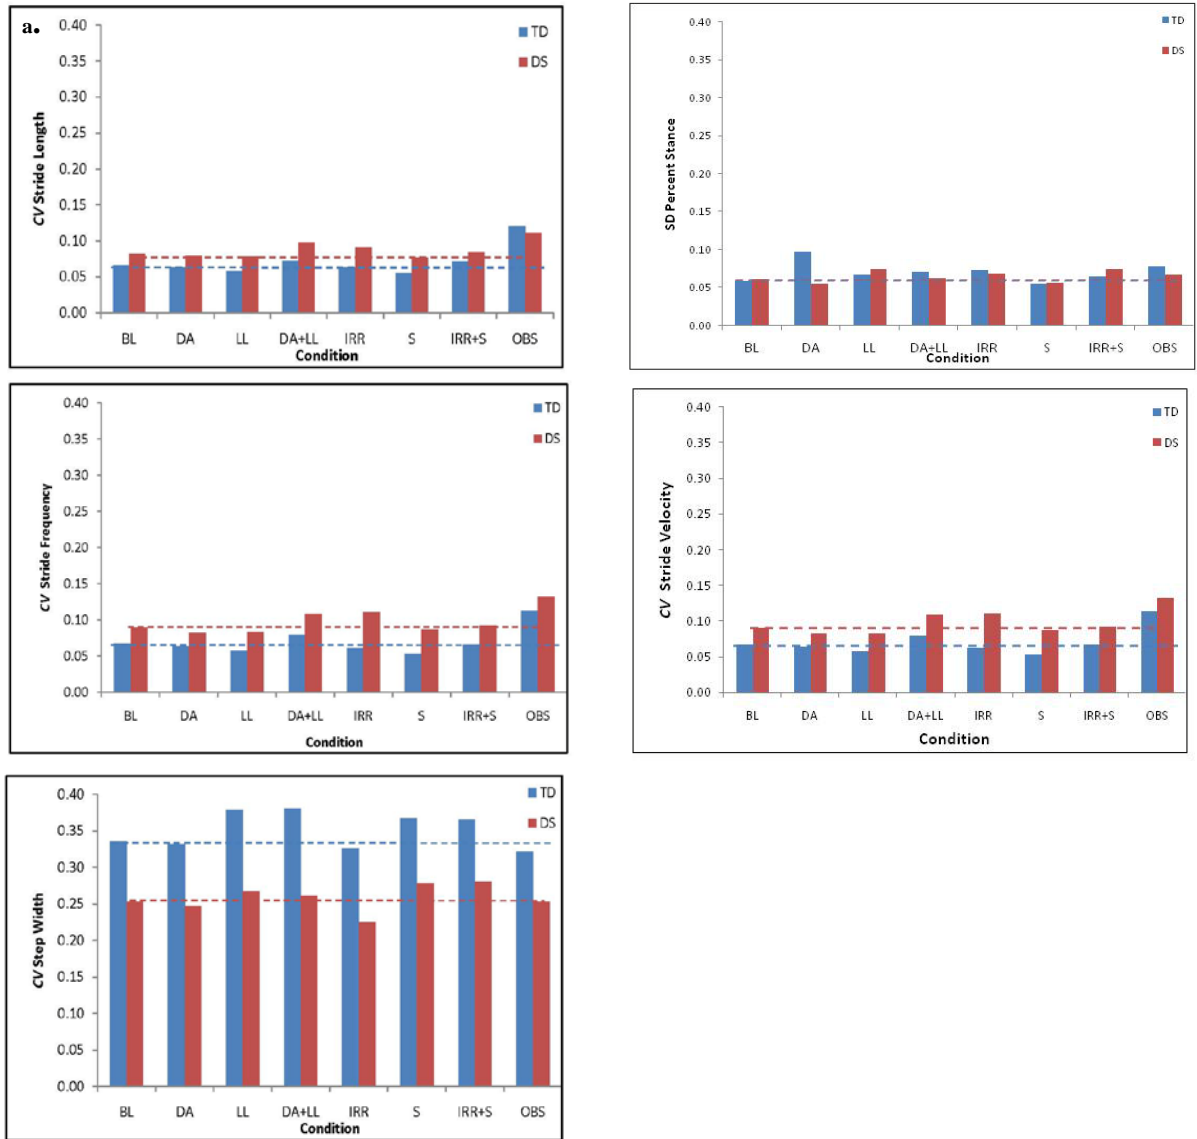 a.
0.40
0.35
0.30
0.25
0.20
0.15
0.10
0.05
0.00
CV Stride Length
TD
DS
BL DA LL DA+LL IRR S IRR+S OBS
Condition
0.40
0.35
0.30
0.25
0.20
0.15
0.10
0.05
0.00
SD Percent Stance
TD
DS
BL DA LL DA+LL IRR S IRR+S OBS
Condition
0.40
0.35
0.30
0.25
0.20
0.15
0.10
0.05
0.00
CV Stride Frequency
TD
DS
BL DA LL DA+LL IRR S IRR+S OBS
Condition
0.40
0.35
0.30
0.25
0.20
0.15
0.10
0.05
0.00
CV Stride Velocity
TD
DS
BL DA LL DA+LL IRR S IRR+S OBS
Condition
0.40
0.35
0.30
0.25
0.20
0.15
0.10
0.05
0.00
CV Step Width
TD
DS
BL DA LL DA+LL IRR S IRR+S OBS
Condition